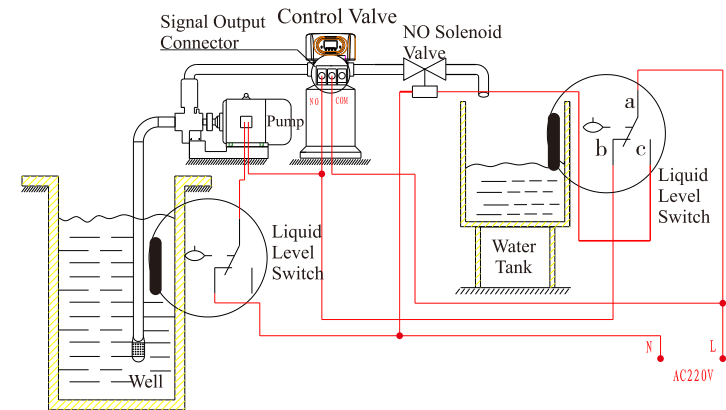 Signal Output
Connector
Control Valve
NO Solenoid
Valve
NO
COM
Pump
a
b
c
Liquid
Level
Switch
Liquid
Level
Switch
Water
Tank
Well
N
L
AC220V